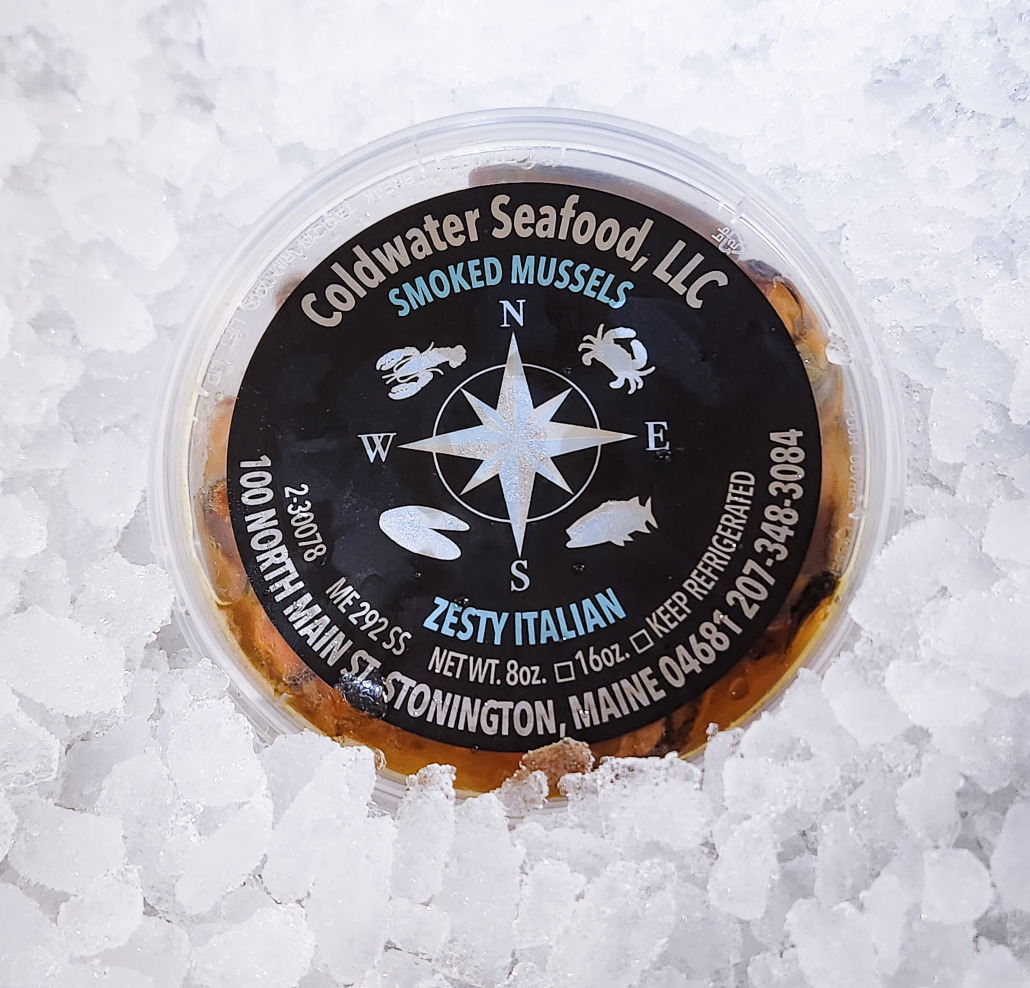 Coldwater Seafood, LLC
SMOKED MUSSELS
N
W
E
S
ZESTY ITALIAN
2-30078 ME 292 SS
NET WT. 8oz. □16oz. □ KEEP REFRIGERATED
100 NORTH MAIN ST. STONINGTON, MAINE 04681 207-348-3084